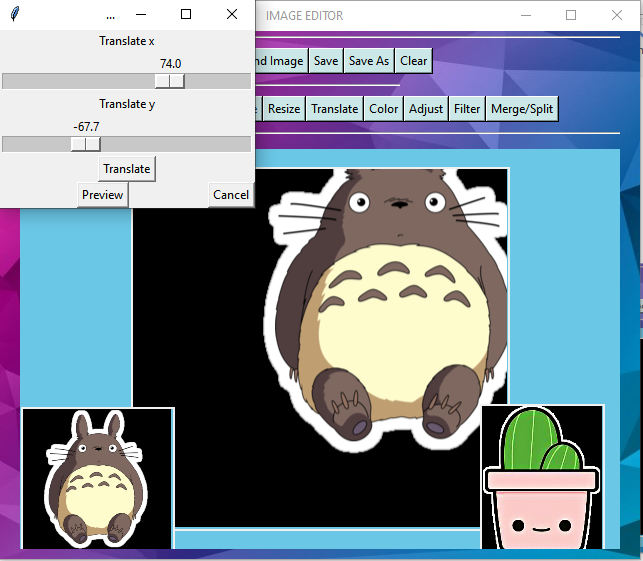 ...
IMAGE EDITOR
Translate x
74.0
Translate y
-67.7
Translate
Preview Cancel
Image Save Save As Clear
Resize Translate Color Adjust Filter Merge/Split